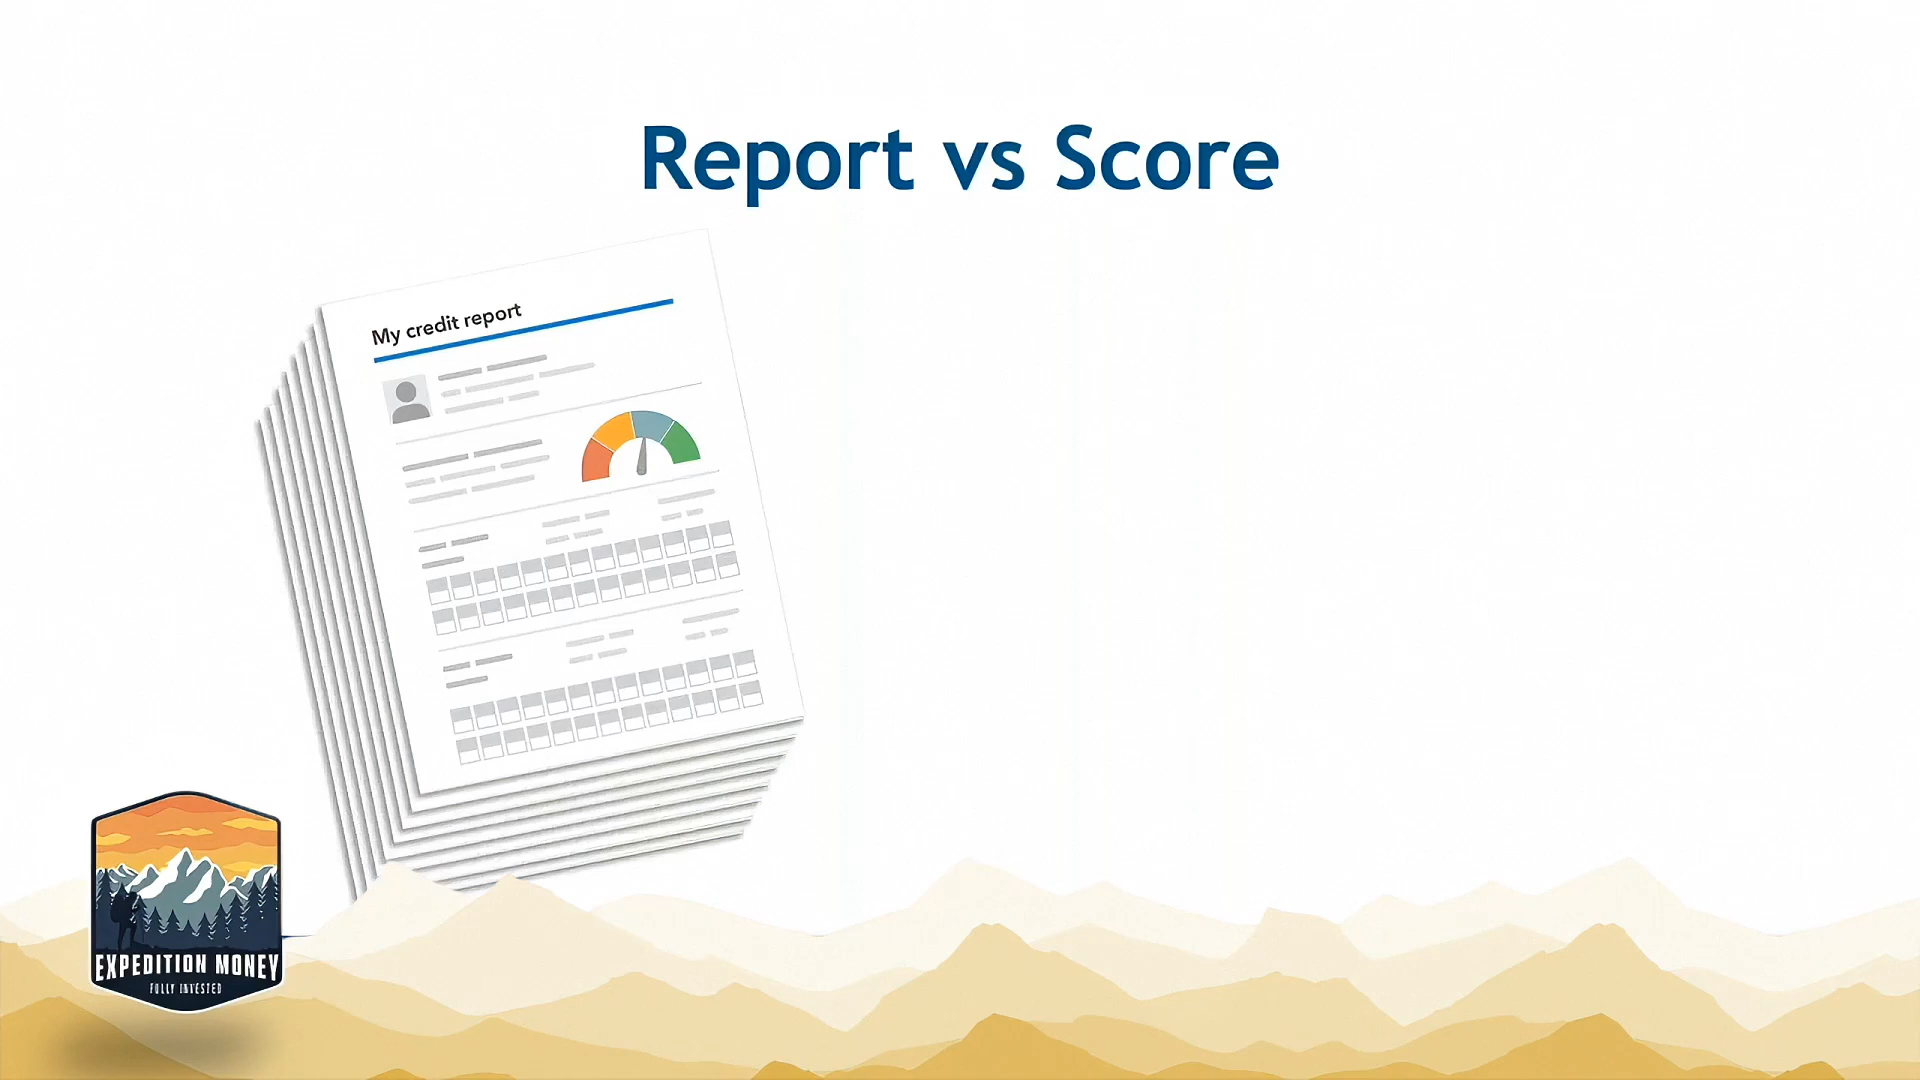 Report vs Score
My credit report
EXPEDITION MONEY
FULLY INVESTED